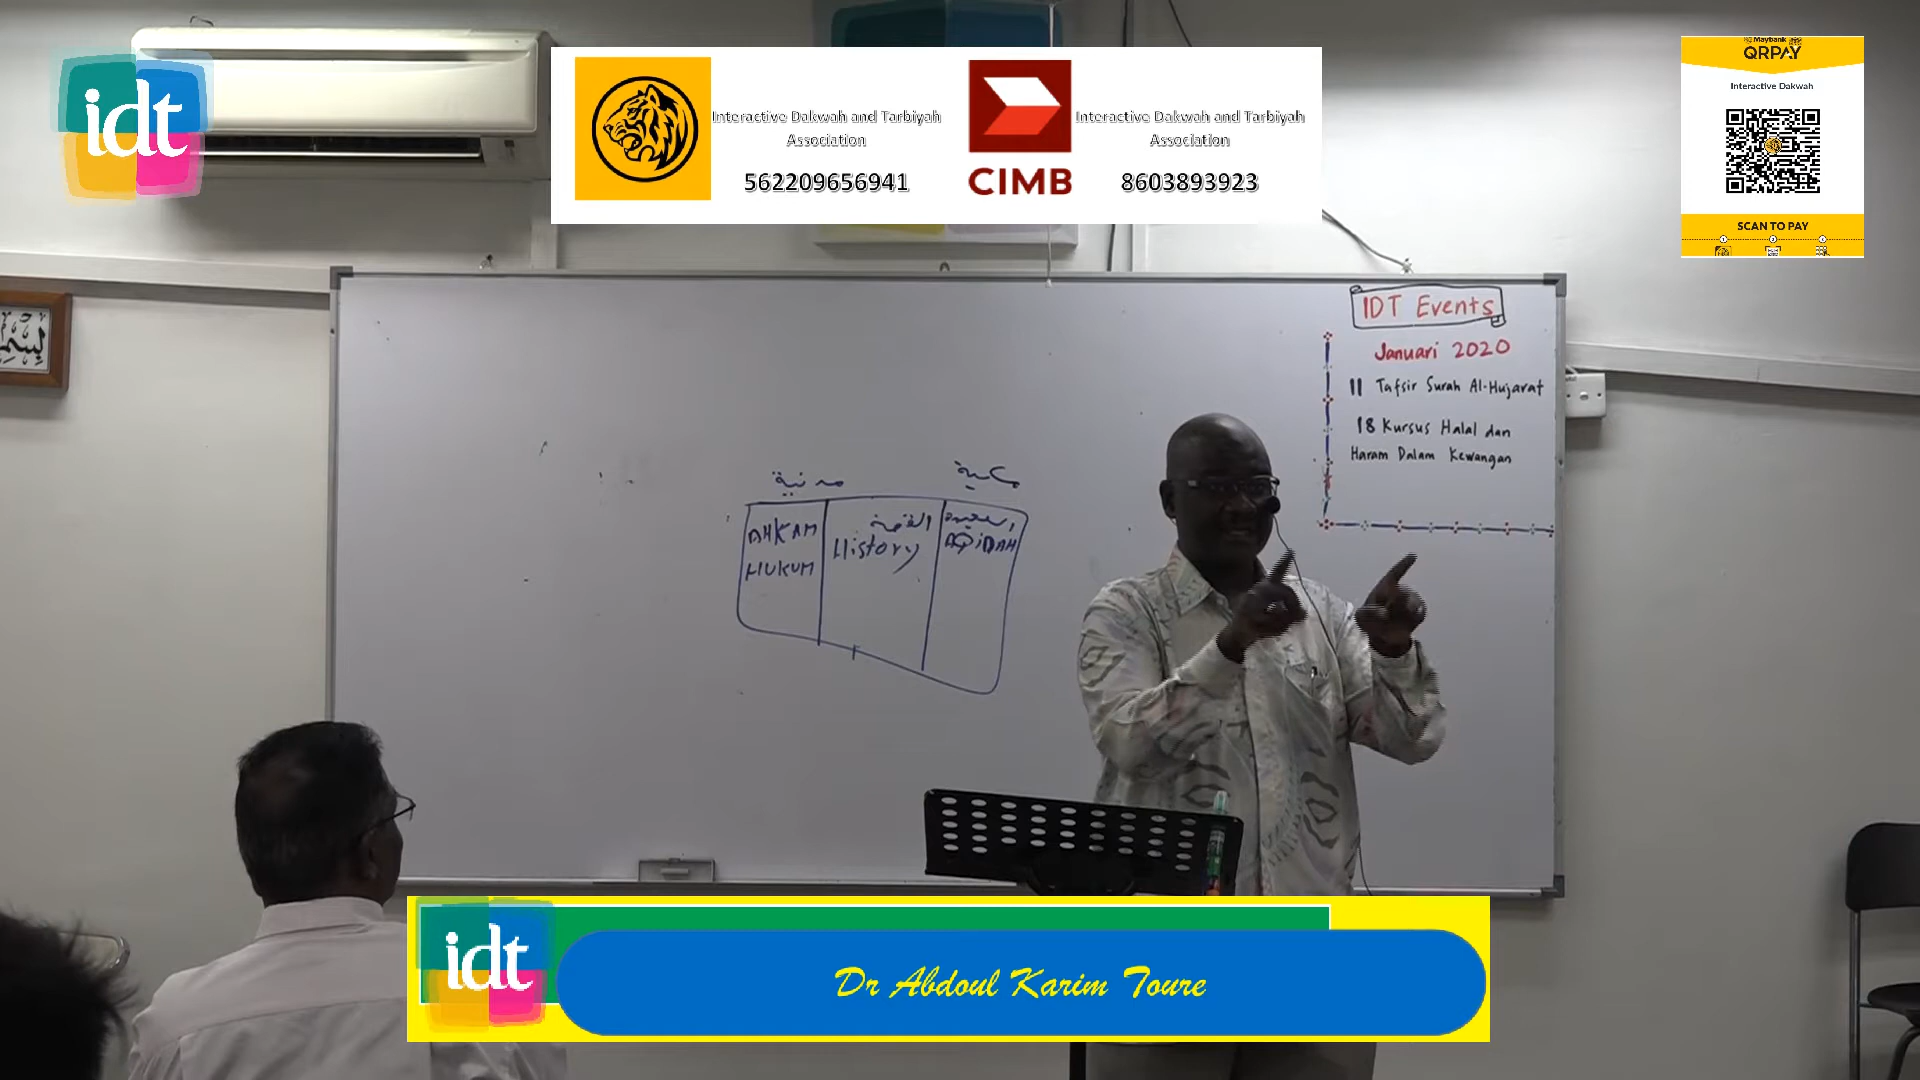 idt
Interactive Dakwah and Tarbiyah
Association
562209656941
CIMB
Interactive Dakwah and Tarbiyah
Association
8603893923
Maybank
QRPAY
Interactive Dakwah
SCAN TO PAY
IDT Events
Januari 2020
11 Tafsir Surah Al-Hujarat
18 Kursus Halal dan
Haram Dalam Kewangan
مكية
مدنية
العقيدة
AQIDAH
القصة
History
AHKAM
HUKUM
idt
Dr Abdoul Karim Toure